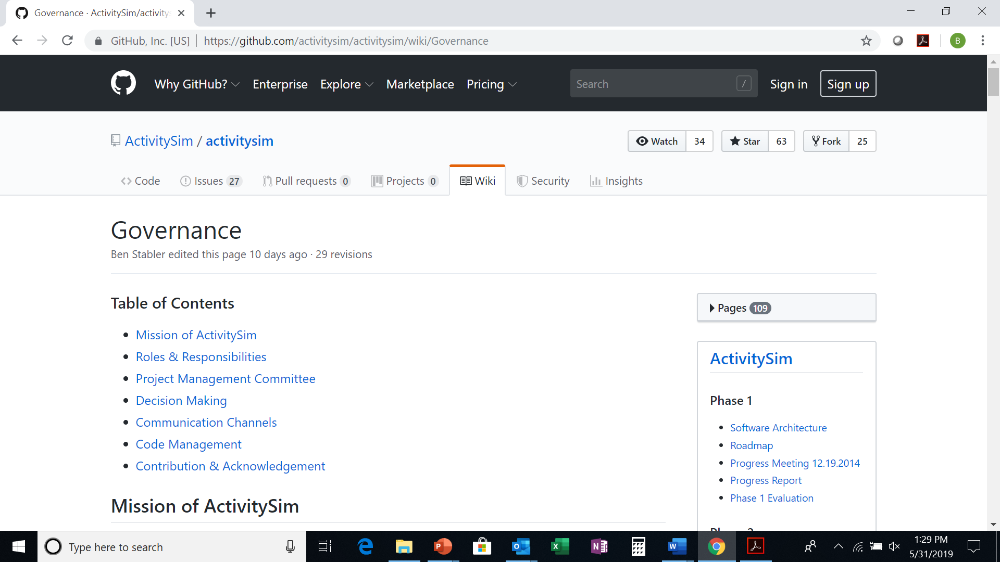 Governance · ActivitySim/activity
GitHub, Inc. [US] | https://github.com/activitysim/activitysim/wiki/Governance
B
Why GitHub? Enterprise Explore Marketplace Pricing Search / Sign in Sign up
ActivitySim / activitysim
Watch 34 Star 63 Fork 25
Code Issues 27 Pull requests 0 Projects 0 Wiki Security Insights
Governance
Ben Stabler edited this page 10 days ago · 29 revisions
Table of Contents
• Mission of ActivitySim
• Roles & Responsibilities
• Project Management Committee
• Decision Making
• Communication Channels
• Code Management
• Contribution & Acknowledgement
Mission of ActivitySim
Pages 109
ActivitySim
Phase 1
• Software Architecture
• Roadmap
• Progress Meeting 12.19.2014
• Progress Report
• Phase 1 Evaluation
Type here to search
1:29 PM
5/31/2019